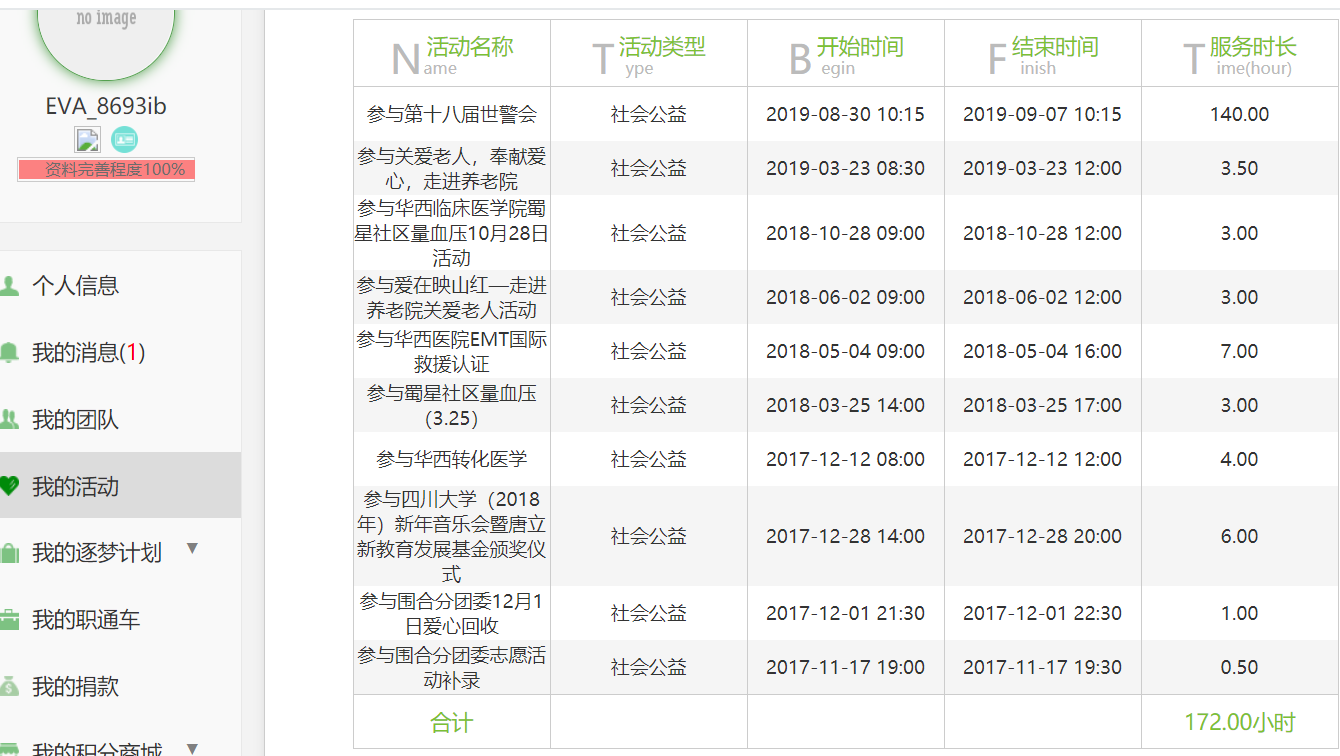 no image
EVA_8693ib
资料完善程度100%
个人信息
我的消息(1)
我的团队
我的活动
我的逐梦计划 ▼
我的职通车
我的捐款
我的积分商城 ▼
N活动名称 ame T活动类型 ype B开始时间 egin F结束时间 inish T服务时长 ime(hour)
参与第十八届世警会 社会公益 2019-08-30 10:15 2019-09-07 10:15 140.00
参与关爱老人，奉献爱
心，走进养老院 社会公益 2019-03-23 08:30 2019-03-23 12:00 3.50
参与华西临床医学院蜀
星社区量血压10月28日
活动 社会公益 2018-10-28 09:00 2018-10-28 12:00 3.00
参与爱在映山红—走进
养老院关爱老人活动 社会公益 2018-06-02 09:00 2018-06-02 12:00 3.00
参与华西医院EMT国际
救援认证 社会公益 2018-05-04 09:00 2018-05-04 16:00 7.00
参与蜀星社区量血压
(3.25) 社会公益 2018-03-25 14:00 2018-03-25 17:00 3.00
参与华西转化医学 社会公益 2017-12-12 08:00 2017-12-12 12:00 4.00
参与四川大学（2018
年）新年音乐会暨唐立
新教育发展基金颁奖仪
式 社会公益 2017-12-28 14:00 2017-12-28 20:00 6.00
参与围合分团委12月1
日爱心回收 社会公益 2017-12-01 21:30 2017-12-01 22:30 1.00
参与围合分团委志愿活
动补录 社会公益 2017-11-17 19:00 2017-11-17 19:30 0.50
合计 172.00小时